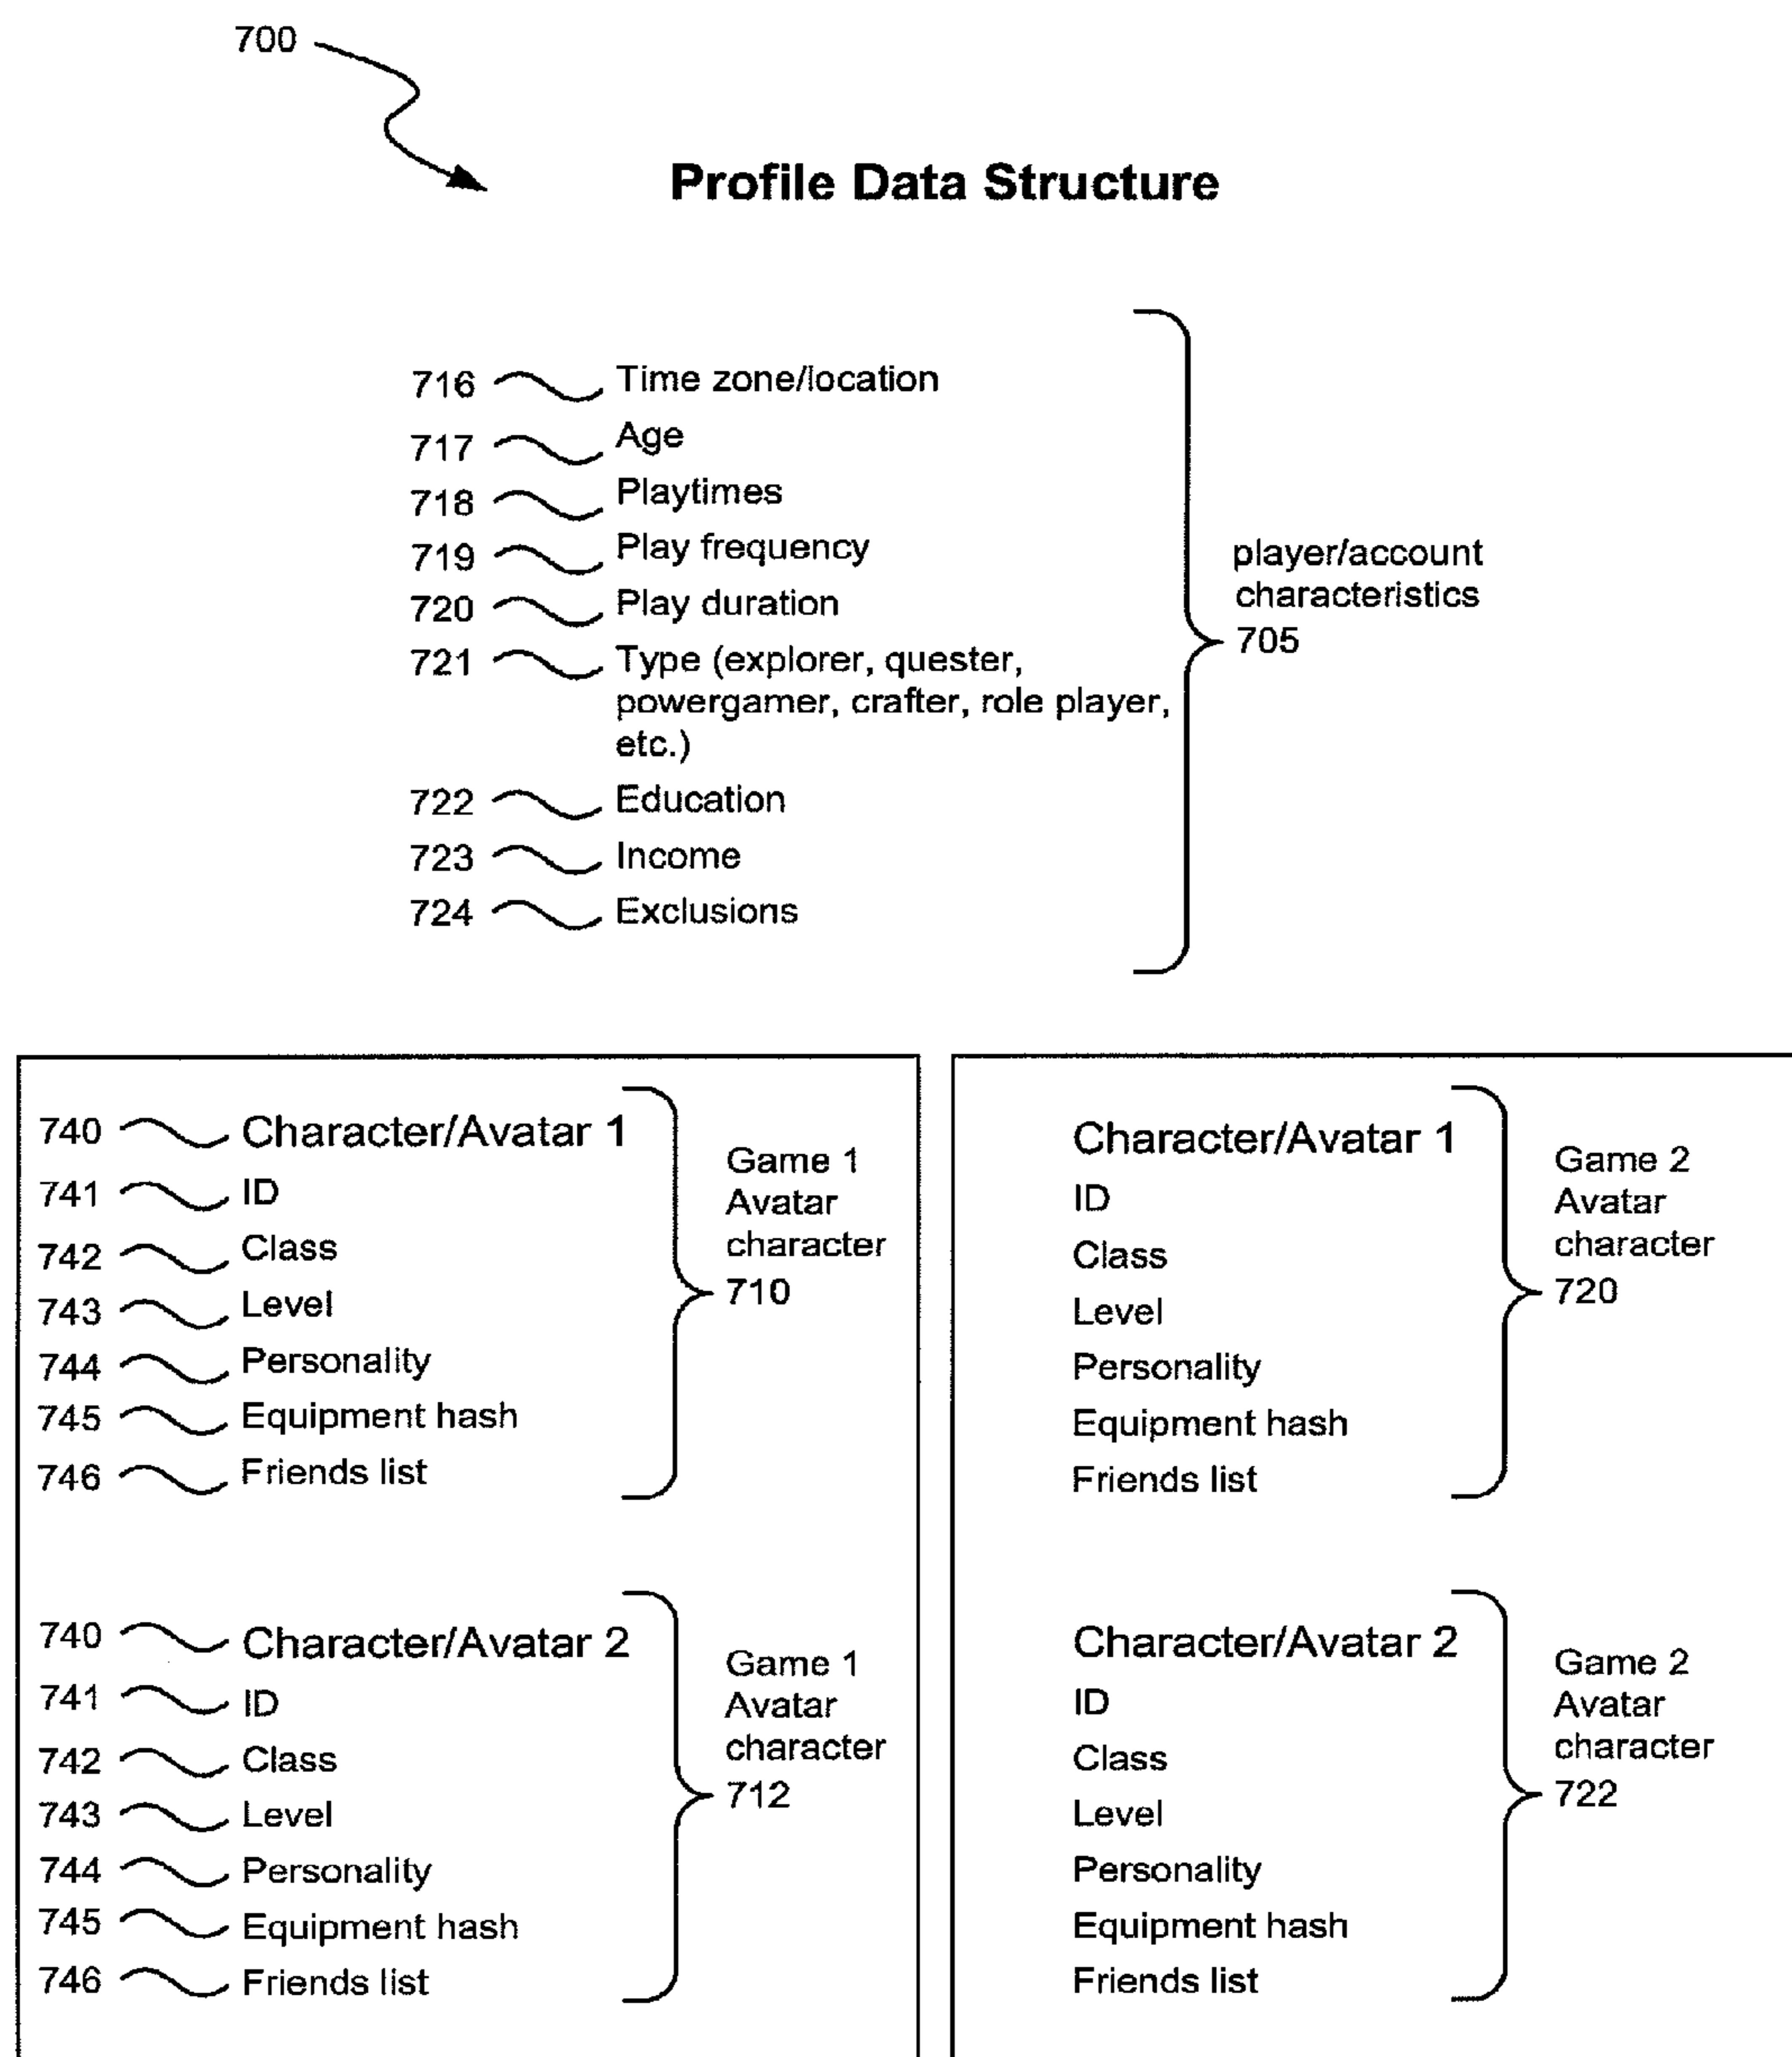 700
Profile Data Structure
716 Time zone/location
717 Age
718 Playtimes
719 Play frequency
720 Play duration
721 Type (explorer, quester,
powergamer, crafter, role player,
etc.)
722 Education
723 Income
724 Exclusions
player/account
characteristics
705
740 Character/Avatar 1
741 ID
742 Class
743 Level
744 Personality
745 Equipment hash
746 Friends list
Game 1
Avatar
character
710
Character/Avatar 1
ID
Class
Level
Personality
Equipment hash
Friends list
Game 2
Avatar
character
720
740 Character/Avatar 2
741 ID
742 Class
743 Level
744 Personality
745 Equipment hash
746 Friends list
Game 1
Avatar
character
712
Character/Avatar 2
ID
Class
Level
Personality
Equipment hash
Friends list
Game 2
Avatar
character
722